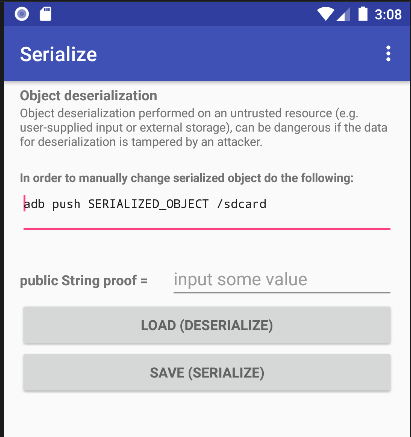 3:08
Serialize
Object deserialization
Object deserialization performed on an untrusted resource (e.g.
user-supplied input or external storage), can be dangerous if the data
for deserialization is tampered by an attacker.
In order to manually change serialized object do the following:
adb push SERIALIZED_OBJECT /sdcard
public String proof = input some value
LOAD (DESERIALIZE)
SAVE (SERIALIZE)